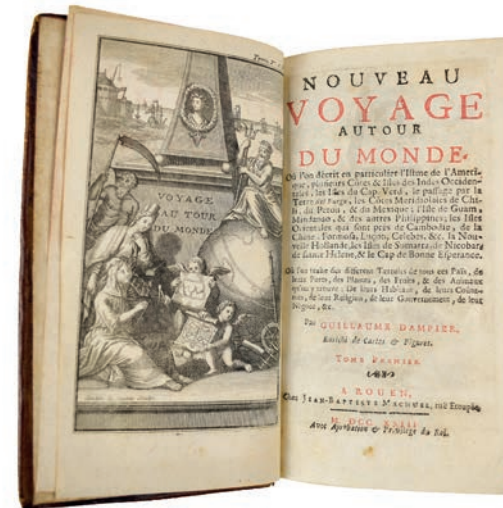 VOYAGE
AU TOUR
DU MONDE
NOUVEAU
VOYAGE
AUTOUR
DU MONDE.
Où l'on décrit en particulier l'Istme de l'Ameri-
que, plusieurs Côtes & Isles des Indes Occiden-
tales, les Isles du Cap Verd, le passage par la
Terre del Fuego, les Côtes Meridionales de Chi-
li, du Perou, & du Mexique; l'Isle de Guam,
Mindanao, & des autres Philippines; les Isles
Orientales qui sont près de Cambodie, de la
Chine: Formosa, Luçon, Celebes, &c. la Nou-
velle Hollande, les Isles de Sumatra, de Nicobar,
de sainte Helene, & le Cap de Bonne Esperance.
Où l'on traite des differens Terroirs de tous ces Païs, de
leurs Ports, des Plantes, des Fruits, & des Animaux
qu'on y trouve: De leurs Habitans, de leurs Coûtu-
mes, de leur Religion, de leur Gouvernement, de leur
Negoce, &c.
Par GUILLAUME DAMPIER.
Enrichi de Cartes & Figures.
TOME PREMIER
A ROUEN,
Chez JEAN-BAPTISTE MACHUEL, ruë
M. DCC. XXIII.
Avec Aprobation & Privilege du Roi.